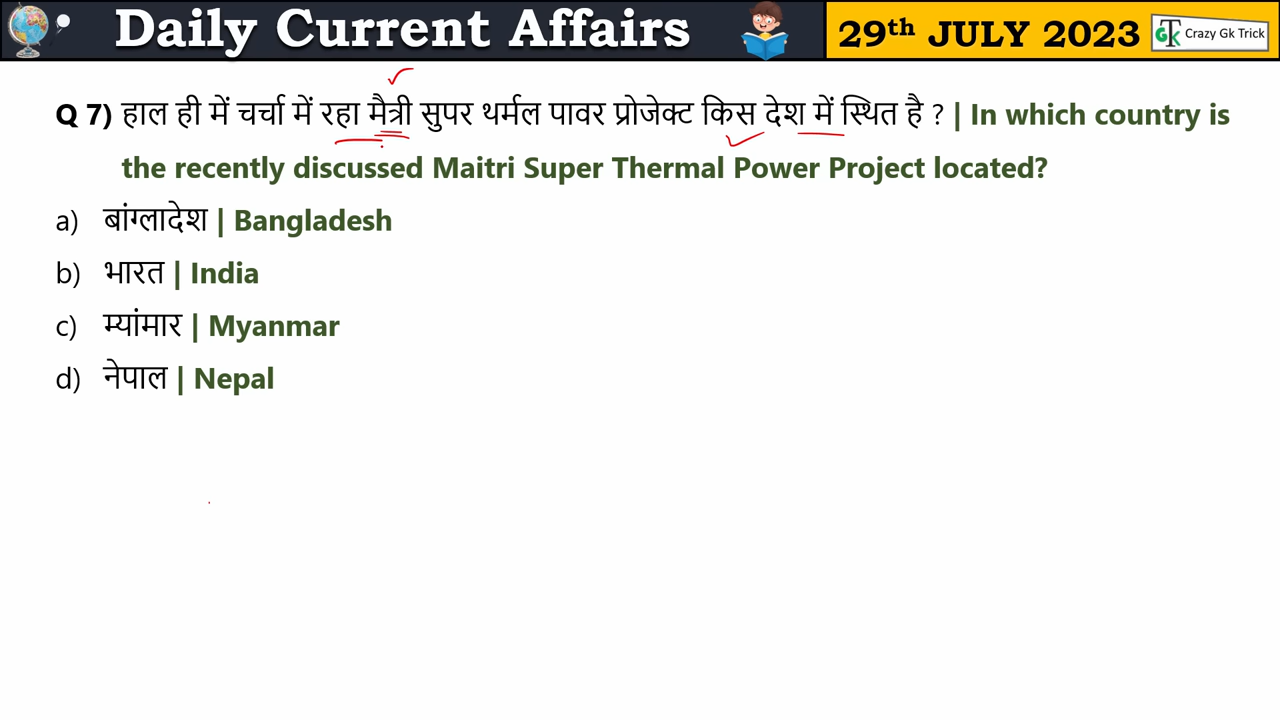 Daily Current Affairs
29th JULY 2023
GK
Crazy Gk Trick
Q 7) हाल ही में चर्चा में रहा मैत्री सुपर थर्मल पावर प्रोजेक्ट किस देश में स्थित है ? | In which country is
the recently discussed Maitri Super Thermal Power Project located?
a) बांग्लादेश | Bangladesh
b) भारत | India
c) म्यांमार | Myanmar
d) नेपाल | Nepal